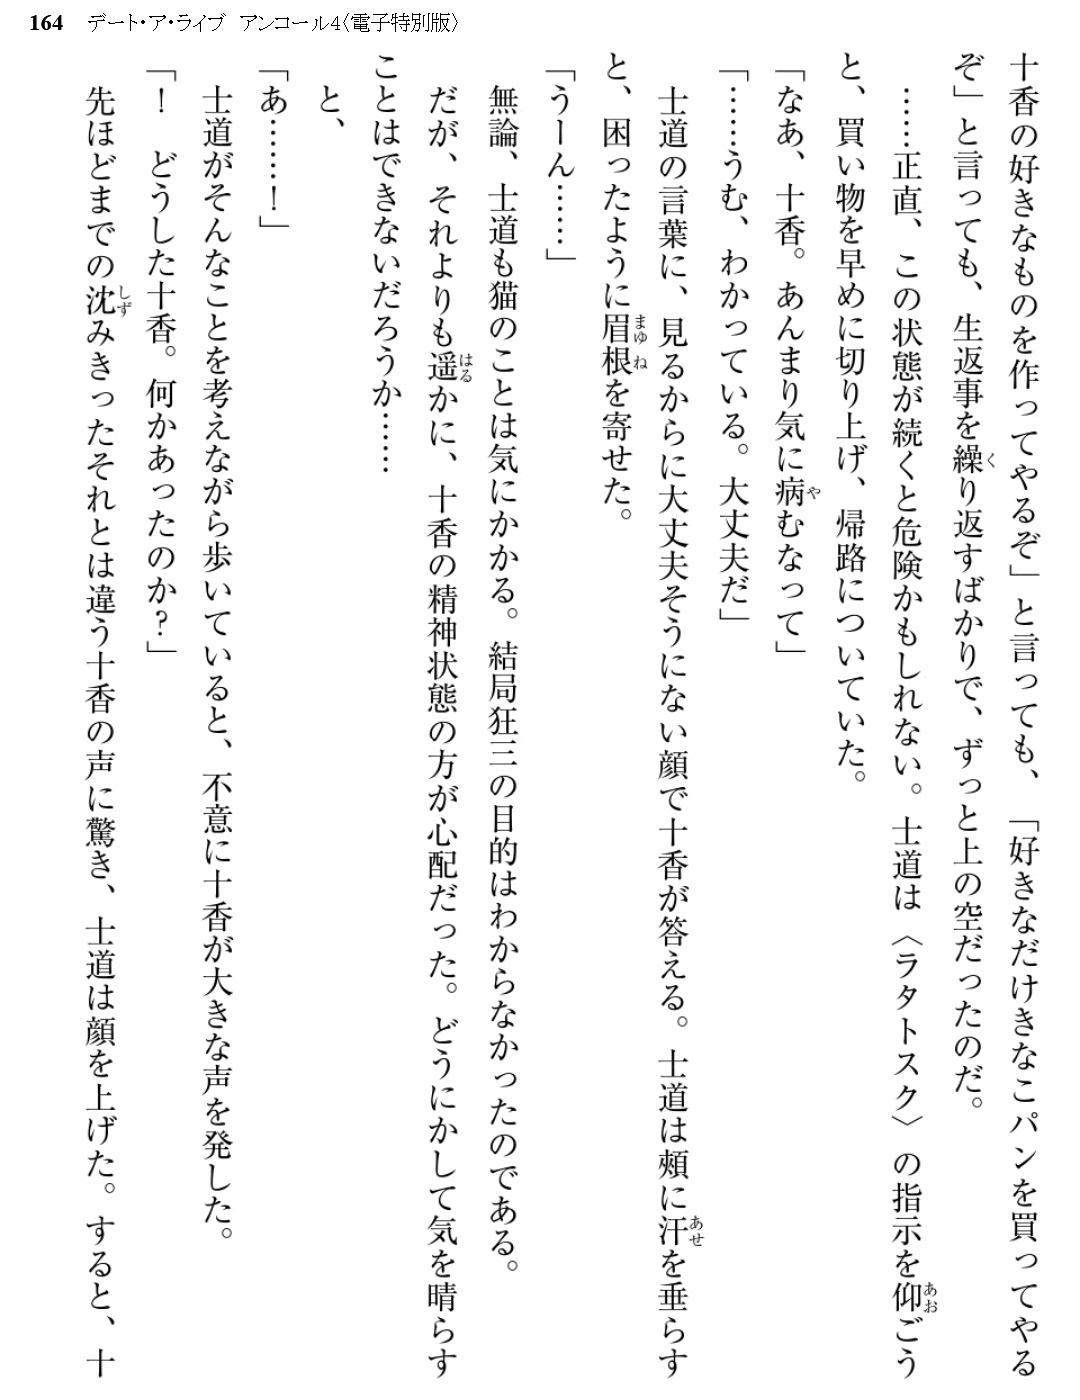 164 デート・ア・ライブ アンコール4〈電子特別版〉
十香の好きなものを作ってやるぞ」と言っても、「好きなだけきなこパンを買ってやる
ぞ」と言っても、生返事を繰り返すばかりで、ずっと上の空だったのだ。
……正直、この状態が続くと危険かもしれない。士道は〈ラタトスク〉の指示を仰ごう
と、買い物を早めに切り上げ、帰路についていた。
「なあ、十香。あんまり気に病むなって」
「……うむ、わかっている。大丈夫だ」
士道の言葉に、見るからに大丈夫そうにない顔で十香が答える。士道は頰に汗を垂らす
と、困ったように眉根を寄せた。
「うーん……」
無論、士道も猫のことは気にかかる。結局狂三の目的はわからなかったのである。
だが、それよりも遥かに、十香の精神状態の方が心配だった。どうにかして気を晴らす
ことはできないだろうか……
と、
「あ……！」
士道がそんなことを考えながら歩いていると、不意に十香が大きな声を発した。
「！　どうした十香。何かあったのか？」
先ほどまでの沈みきったそれとは違う十香の声に驚き、士道は顔を上げた。すると、十